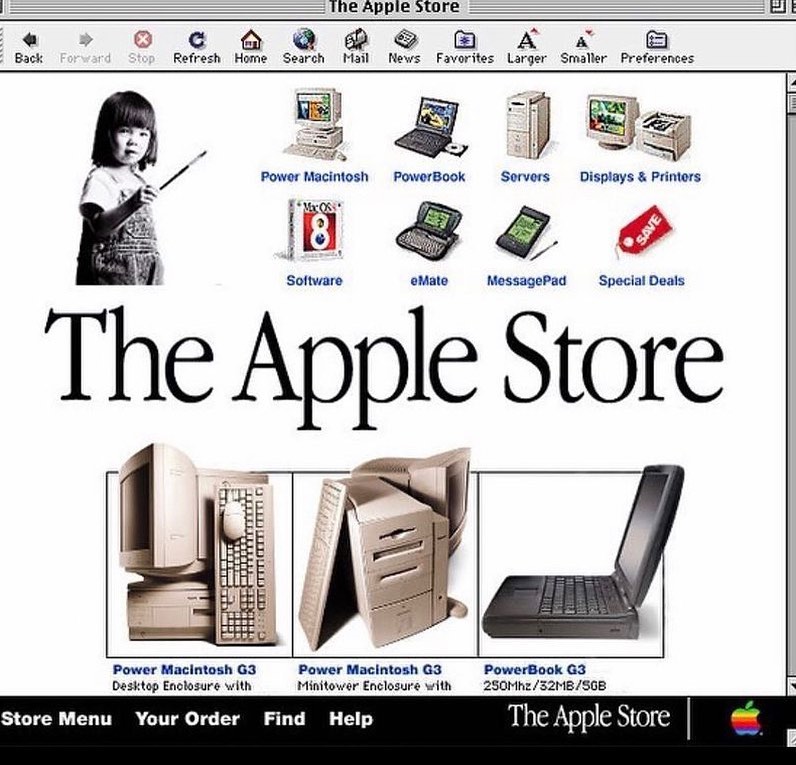 The Apple Store
Back Forward Stop Refresh Home Search Mail News Favorites Larger Smaller Preferences
Power Macintosh PowerBook Servers Displays & Printers
Mac OS
8
SAVE
Software eMate MessagePad Special Deals
The Apple Store
Power Macintosh G3 Power Macintosh G3 PowerBook G3
Desktop Enclosure with Minitower Enclosure with 250Mhz/32MB/5GB
Store Menu Your Order Find Help The Apple Store